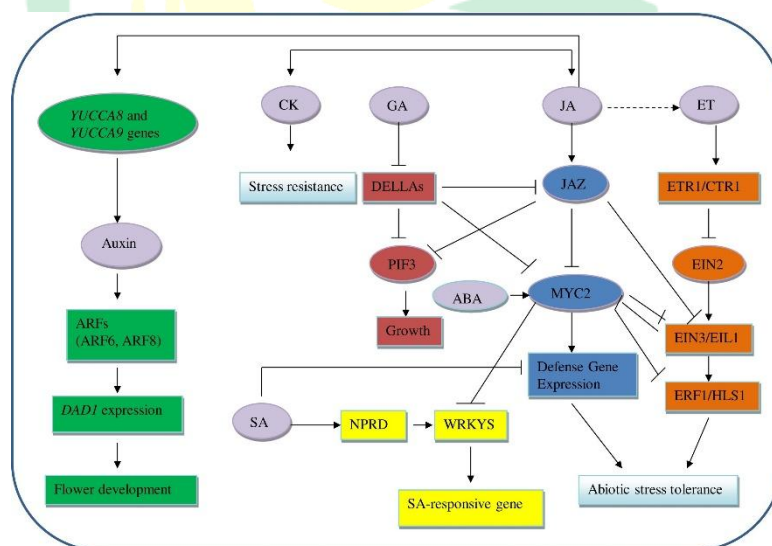 YUCCA8 and
YUCCA9 genes
CK
GA
JA
ET
Stress resistance
DELLAs
JAZ
ETR1/CTR1
Auxin
PIF3
EIN2
ABA
MYC2
ARFs
(ARF6, ARF8)
Growth
EIN3/EIL1
Defense Gene
Expression
DAD1 expression
ERF1/HLS1
SA
NPRD
WRKYS
Flower development
Abiotic stress tolerance
SA-responsive gene